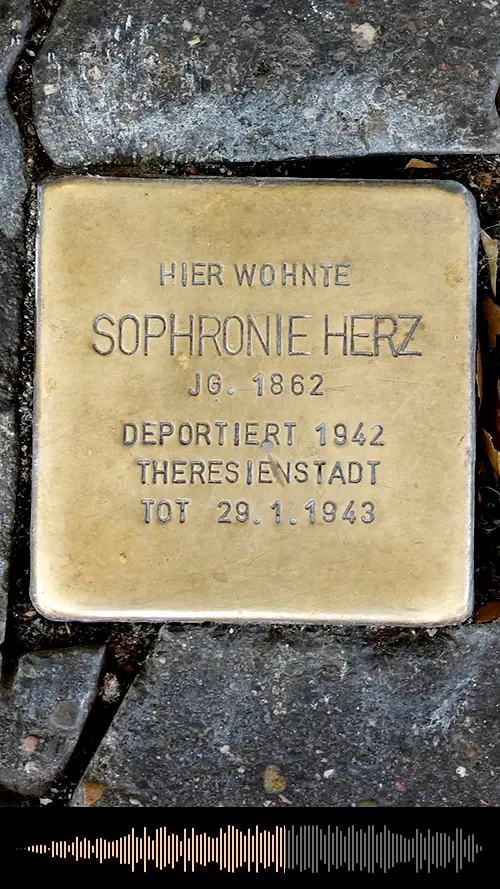 HIER WOHNTE
SOPHRONIE HERZ
JG. 1862
DEPORTIERT 1942
THERESIENSTADT
TOT 29.1.1943